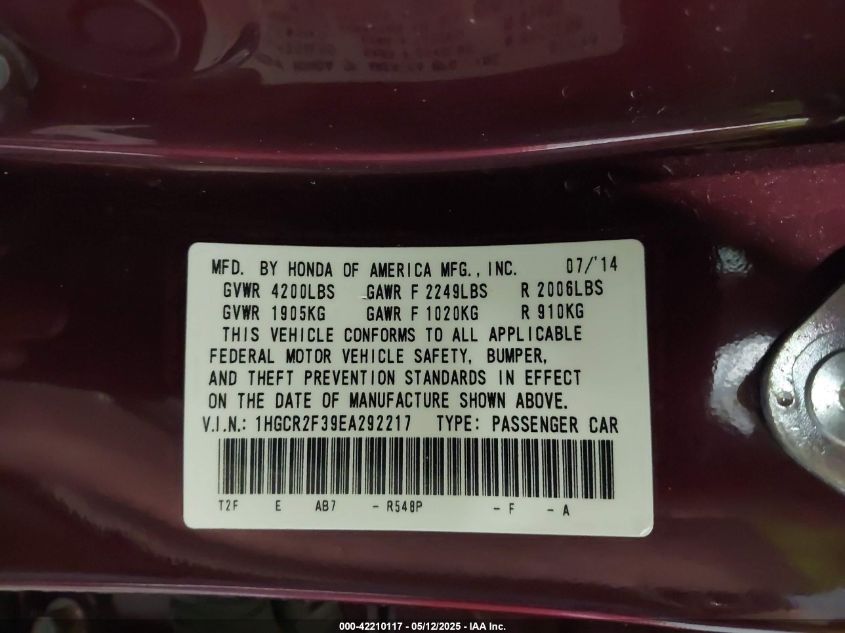 MFD. BY HONDA OF AMERICA MFG., INC. 07/'14
GVWR 4200LBS GAWR F 2249LBS R 2006LBS
GVWR 1905KG GAWR F 1020KG R 910KG
THIS VEHICLE CONFORMS TO ALL APPLICABLE
FEDERAL MOTOR VEHICLE SAFETY, BUMPER,
AND THEFT PREVENTION STANDARDS IN EFFECT
ON THE DATE OF MANUFACTURE SHOWN ABOVE.
V.I.N.: 1HGCR2F39EA292217 TYPE: PASSENGER CAR
T2F E AB7 - R548P - F - A
000-42210117 - 05/12/2025 - IAA Inc.